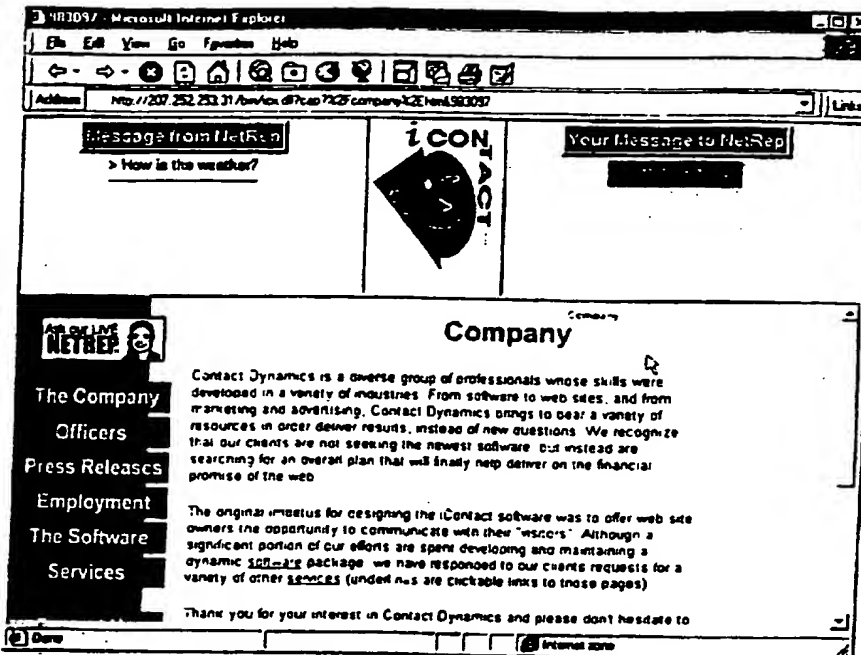 983097 - Microsoft Internet Explorer
File Edit View Go Favorites Help
Address http://207.252.253.31/
Links
Message from NetRep
> How is the weather?
iCONTACT...
Your Message to NetRep
Ask our LIVE
NETREP.
The Company
Officers
Press Releases
Employment
The Software
Services
Company
Company
Contact Dynamics is a diverse group of professionals whose skills were
developed in a variety of industries. From software to web sites, and from
marketing and advertising, Contact Dynamics brings to bear a variety of
resources in order deliver results, instead of new questions. We recognize
that our clients are not seeking the newest software, but instead are
searching for an overall plan that will finally help deliver on the financial
promise of the web.
The original impetus for designing the iContact software was to offer web site
owners the opportunity to communicate with their "visitors". Although a
significant portion of our efforts are spent developing and maintaining a
dynamic software package, we have responded to our clients requests for a
variety of other services (underlines are clickable links to those pages)
Thank you for your interest in Contact Dynamics and please don't hesitate to
Done
Internet zone